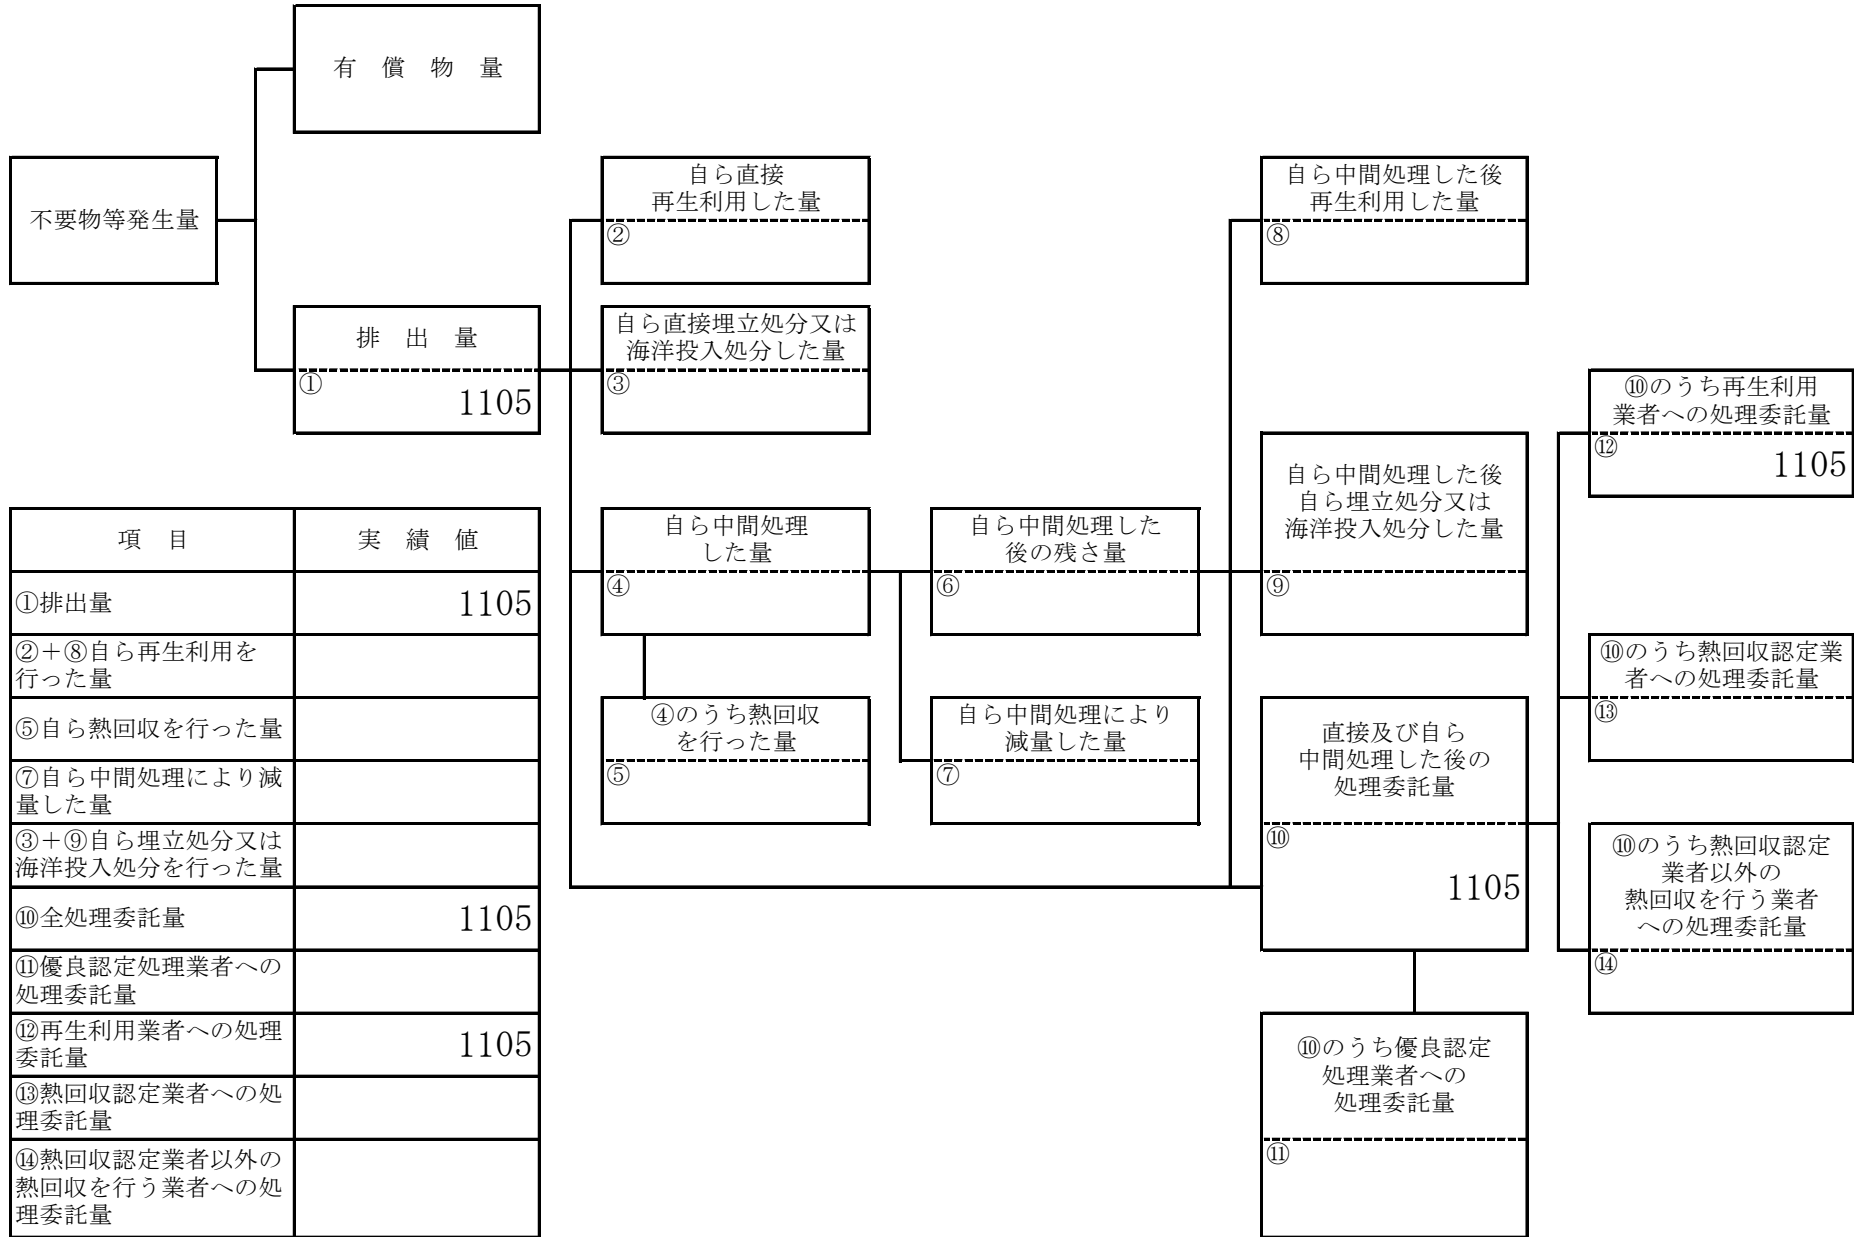 有 償 物 量
不要物等発生量
排 出 量
①
1105
自ら直接
再生利用した量
②
自ら直接埋立処分又は
海洋投入処分した量
③
自ら中間処理
した量
④
④のうち熱回収
を行った量
⑤
自ら中間処理した
後の残さ量
⑥
自ら中間処理により
減量した量
⑦
自ら中間処理した後
再生利用した量
⑧
自ら中間処理した後
自ら埋立処分又は
海洋投入処分した量
⑨
直接及び自ら
中間処理した後の
処理委託量
⑩
1105
⑩のうち優良認定
処理業者への
処理委託量
⑪
⑩のうち再生利用
業者への処理委託量
⑫
1105
⑩のうち熱回収認定業
者への処理委託量
⑬
⑩のうち熱回収認定
業者以外の
熱回収を行う業者
への処理委託量
⑭
項 目 実 績 値
①排出量 1105
②+⑧自ら再生利用を
行った量
⑤自ら熱回収を行った量
⑦自ら中間処理により減
量した量
③+⑨自ら埋立処分又は
海洋投入処分を行った量
⑩全処理委託量 1105
⑪優良認定処理業者への
処理委託量
⑫再生利用業者への処理
委託量 1105
⑬熱回収認定業者への処
理委託量
⑭熱回収認定業者以外の
熱回収を行う業者への処
理委託量